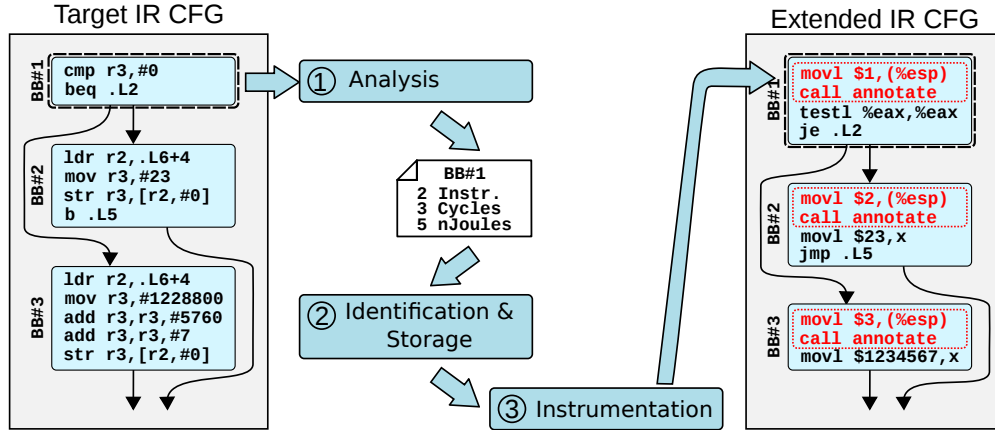 Target IR CFG
BB#1
cmp r3,#0
beq .L2
BB#2
ldr r2,.L6+4
mov r3,#23
str r3,[r2,#0]
b .L5
BB#3
ldr r2,.L6+4
mov r3,#1228800
add r3,r3,#5760
add r3,r3,#7
str r3,[r2,#0]
① Analysis
BB#1
2 Instr.
3 Cycles
5 nJoules
② Identification &
Storage
③ Instrumentation
Extended IR CFG
BB#1
movl $1,(%esp)
call annotate
testl %eax,%eax
je .L2
BB#2
movl $2,(%esp)
call annotate
movl $23,x
jmp .L5
BB#3
movl $3,(%esp)
call annotate
movl $1234567,x